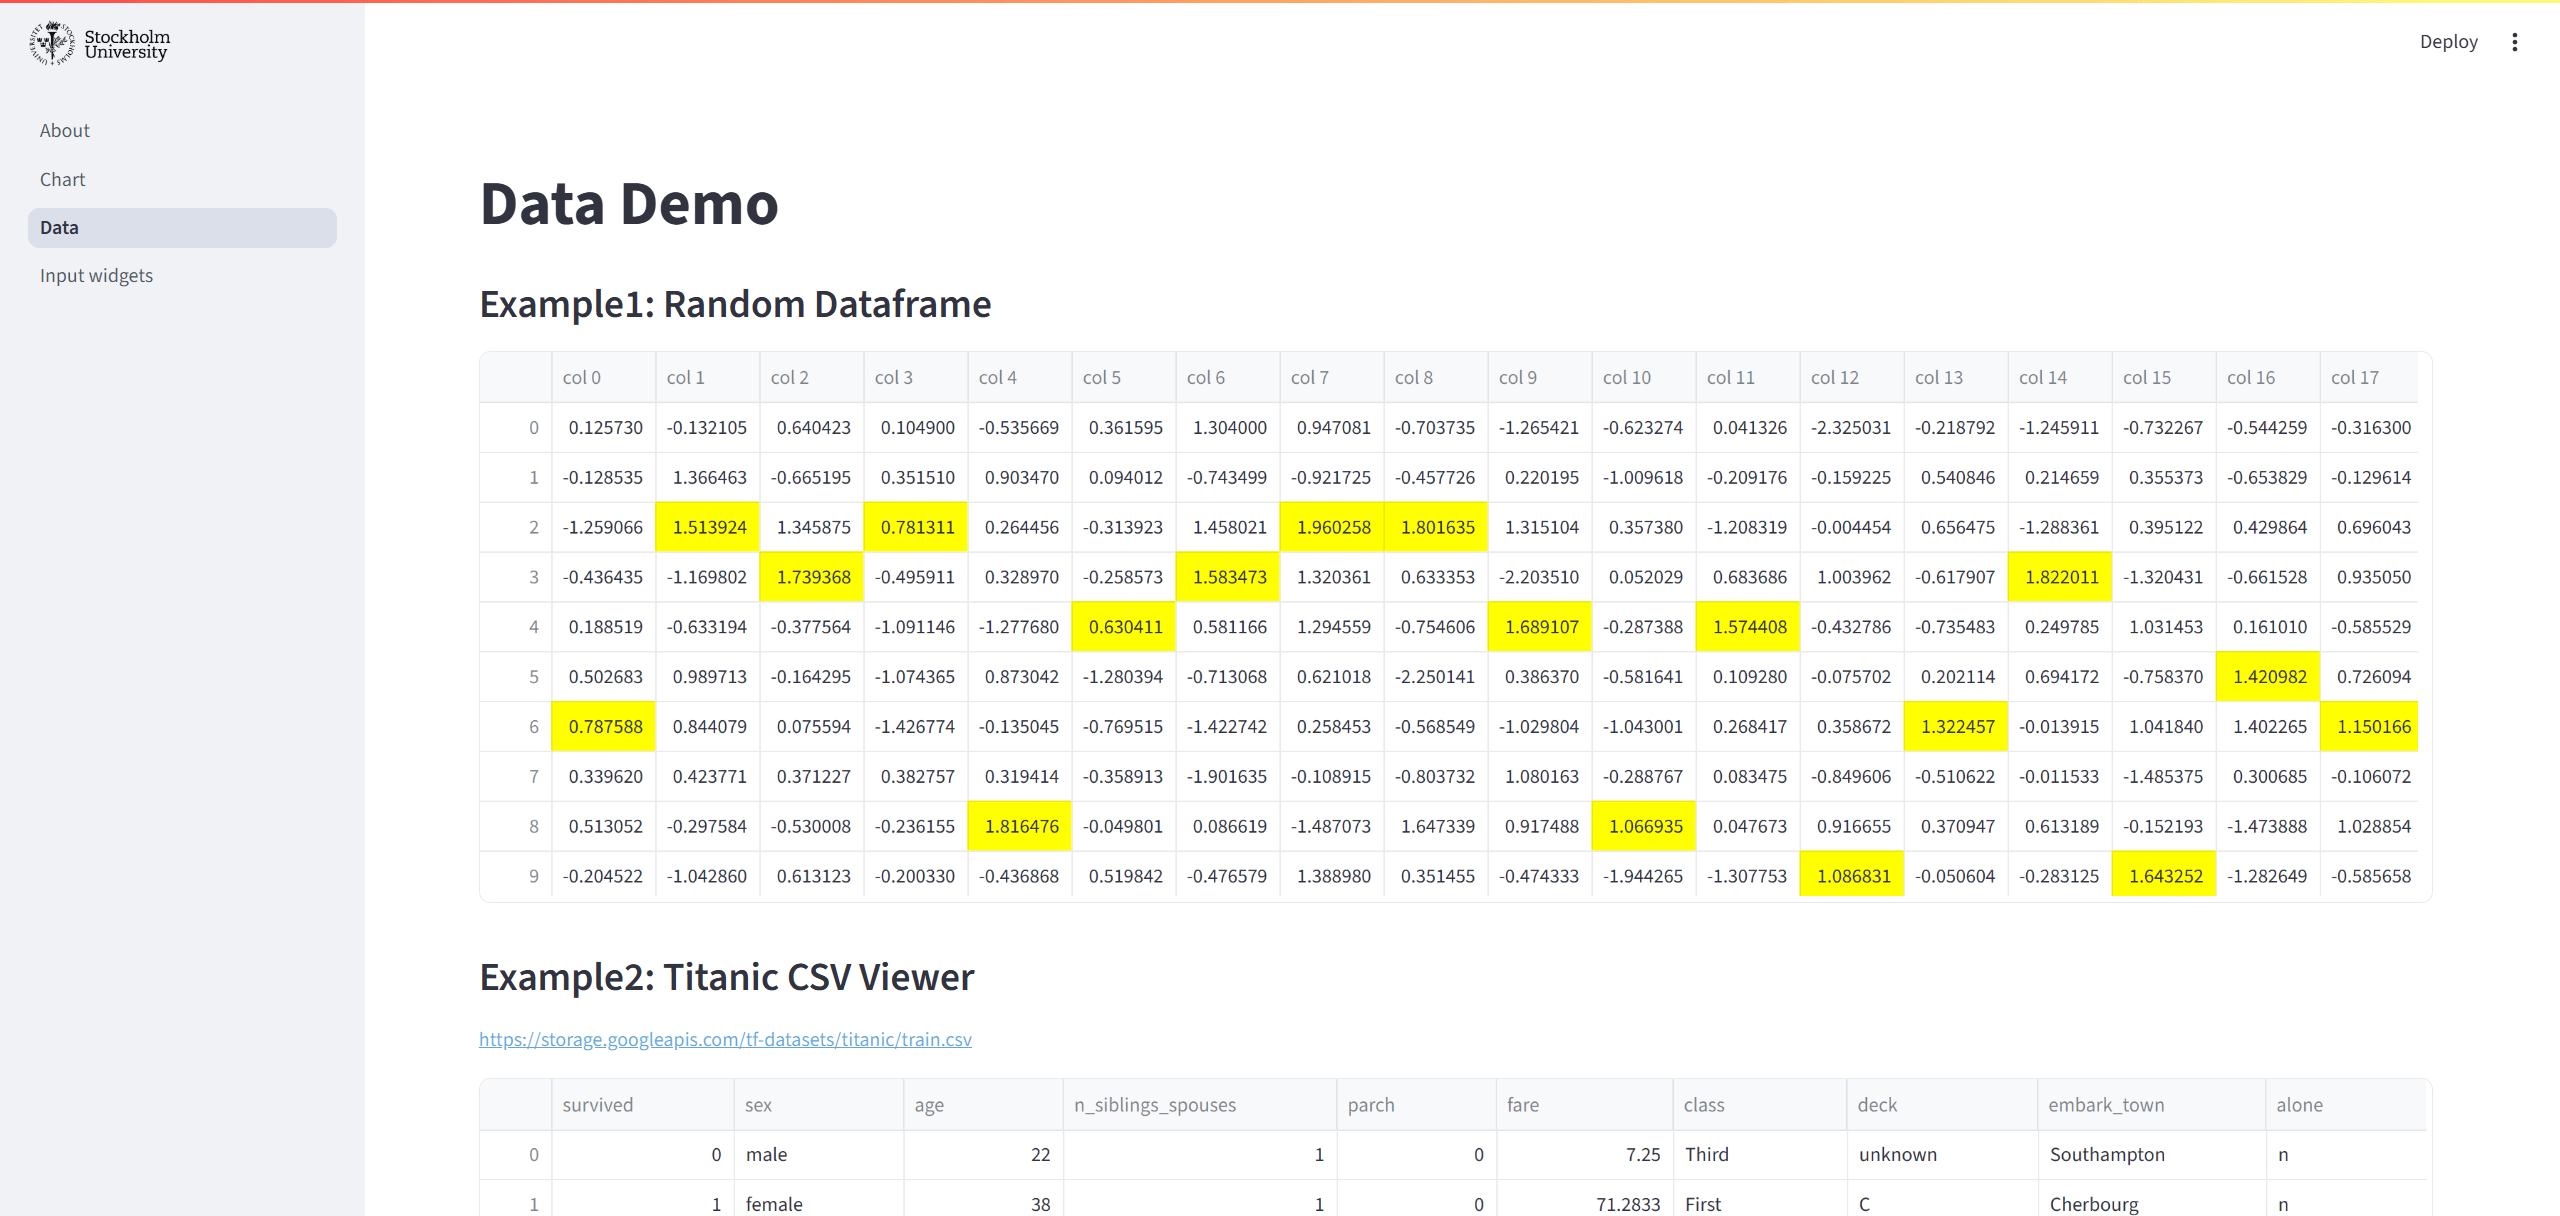 Stockholm
University
Deploy
About
Chart
Data
Input widgets
Data Demo
Example1: Random Dataframe
col 0 col 1 col 2 col 3 col 4 col 5 col 6 col 7 col 8 col 9 col 10 col 11 col 12 col 13 col 14 col 15 col 16 col 17
0 0.125730 -0.132105 0.640423 0.104900 -0.535669 0.361595 1.304000 0.947081 -0.703735 -1.265421 -0.623274 0.041326 -2.325031 -0.218792 -1.245911 -0.732267 -0.544259 -0.316300
1 -0.128535 1.366463 -0.665195 0.351510 0.903470 0.094012 -0.743499 -0.921725 -0.457726 0.220195 -1.009618 -0.209176 -0.159225 0.540846 0.214659 0.355373 -0.653829 -0.129614
2 -1.259066 1.513924 1.345875 0.781311 0.264456 -0.313923 1.458021 1.960258 1.801635 1.315104 0.357380 -1.208319 -0.004454 0.656475 -1.288361 0.395122 0.429864 0.696043
3 -0.436435 -1.169802 1.739368 -0.495911 0.328970 -0.258573 1.583473 1.320361 0.633353 -2.203510 0.052029 0.683686 1.003962 -0.617907 1.822011 -1.320431 -0.661528 0.935050
4 0.188519 -0.633194 -0.377564 -1.091146 -1.277680 0.630411 0.581166 1.294559 -0.754606 1.689107 -0.287388 1.574408 -0.432786 -0.735483 0.249785 1.031453 0.161010 -0.585529
5 0.502683 0.989713 -0.164295 -1.074365 0.873042 -1.280394 -0.713068 0.621018 -2.250141 0.386370 -0.581641 0.109280 -0.075702 0.202114 0.694172 -0.758370 1.420982 0.726094
6 0.787588 0.844079 0.075594 -1.426774 -0.135045 -0.769515 -1.422742 0.258453 -0.568549 -1.029804 -1.043001 0.268417 0.358672 1.322457 -0.013915 1.041840 1.402265 1.150166
7 0.339620 0.423771 0.371227 0.382757 0.319414 -0.358913 -1.901635 -0.108915 -0.803732 1.080163 -0.288767 0.083475 -0.849606 -0.510622 -0.011533 -1.485375 0.300685 -0.106072
8 0.513052 -0.297584 -0.530008 -0.236155 1.816476 -0.049801 0.086619 -1.487073 1.647339 0.917488 1.066935 0.047673 0.916655 0.370947 0.613189 -0.152193 -1.473888 1.028854
9 -0.204522 -1.042860 0.613123 -0.200330 -0.436868 0.519842 -0.476579 1.388980 0.351455 -0.474333 -1.944265 -1.307753 1.086831 -0.050604 -0.283125 1.643252 -1.282649 -0.585658
Example2: Titanic CSV Viewer
https://storage.googleapis.com/tf-datasets/titanic/train.csv
survived sex age n_siblings_spouses parch fare class deck embark_town alone
0 0 male 22 1 0 7.25 Third unknown Southampton n
1 1 female 38 1 0 71.2833 First C Cherbourg n